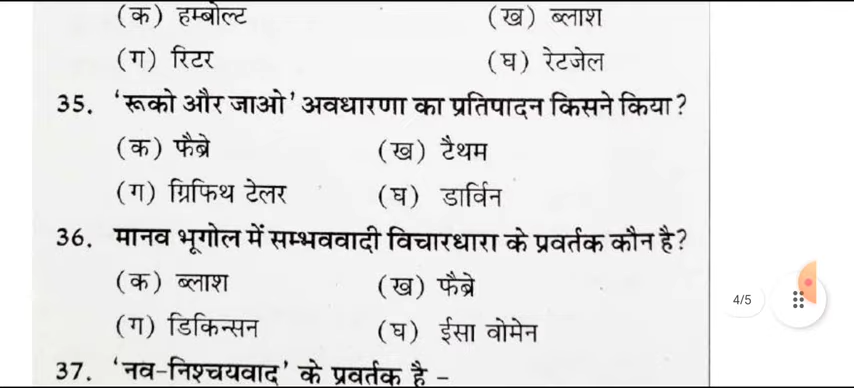 (क) हम्बोल्ट (ख) ब्लाश
(ग) रिटर (घ) रेटजेल
35. 'रूको और जाओ' अवधारणा का प्रतिपादन किसने किया?
(क) फैब्रे (ख) टैथम
(ग) ग्रिफिथ टेलर (घ) डार्विन
36. मानव भूगोल में सम्भववादी विचारधारा के प्रवर्तक कौन है?
(क) ब्लाश (ख) फैब्रे
(ग) डिकिन्सन (घ) ईसा वोमेन
4/5
37. 'नव-निश्चयवाद' के प्रवर्तक है -